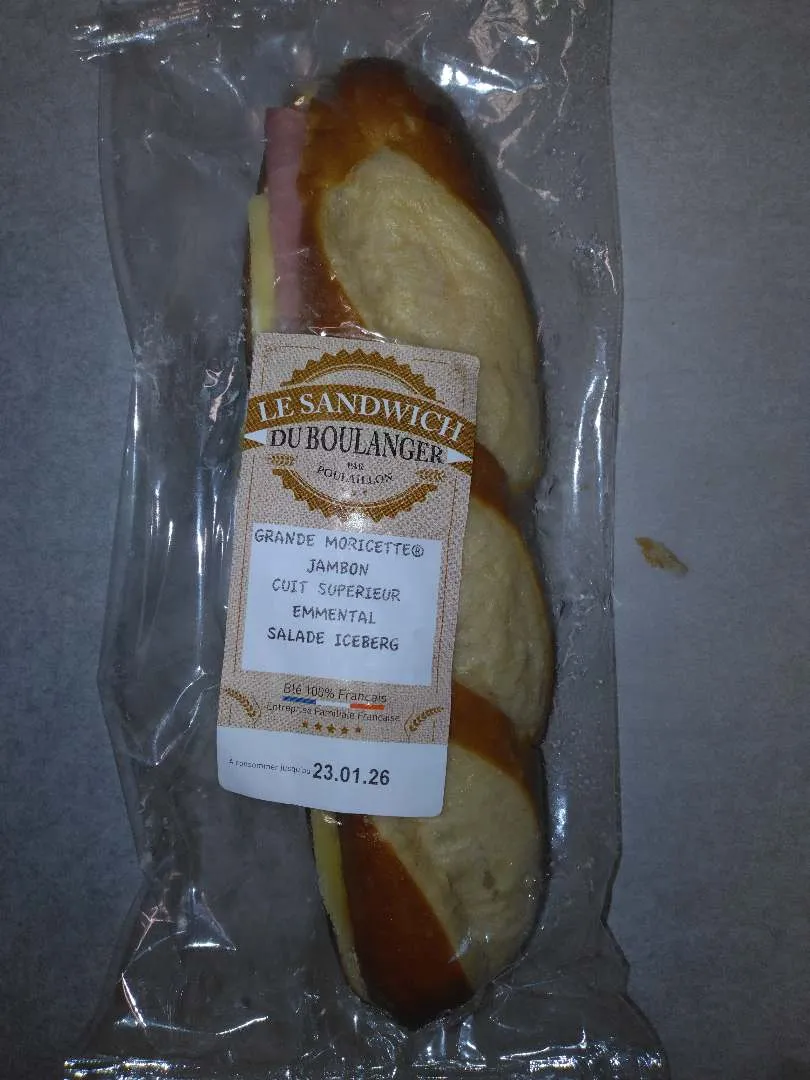 LE SANDWICH
DU BOULANGER
PAR
POULAILLON
GRANDE MORICETTE®
JAMBON
CUIT SUPERIEUR
EMMENTAL
SALADE ICEBERG
Blé 100% Français
Entreprise Familiale Française
A consommer jusqu'au 23.01.26